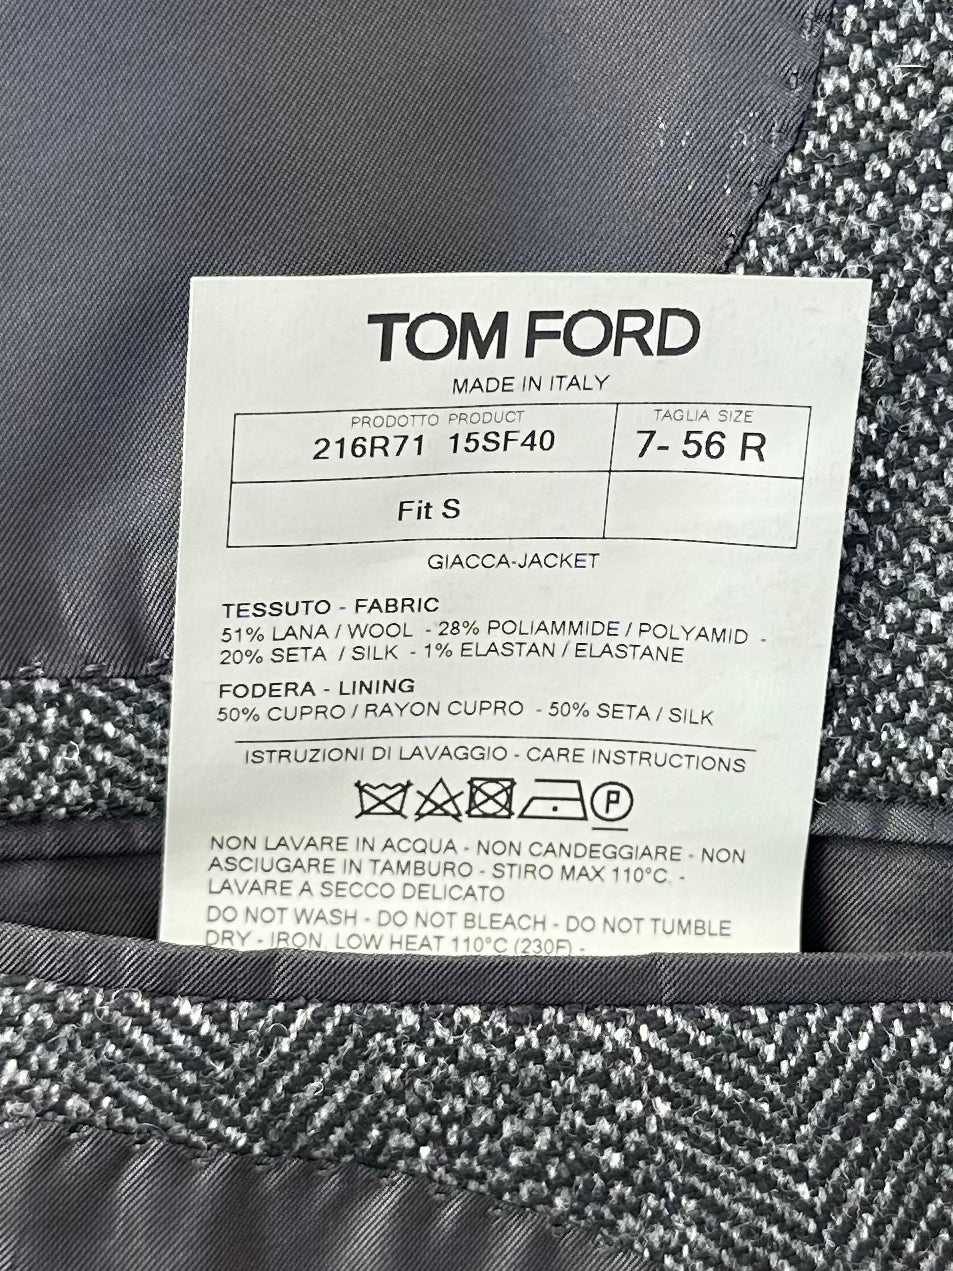 TOM FORD
MADE IN ITALY
PRODOTTO PRODUCT
216R71 15SF40
TAGLIA SIZE
7- 56 R
Fit S
GIACCA-JACKET
TESSUTO - FABRIC
51% LANA / WOOL - 28% POLIAMMIDE / POLYAMID -
20% SETA / SILK - 1% ELASTAN / ELASTANE
FODERA - LINING
50% CUPRO / RAYON CUPRO - 50% SETA / SILK
ISTRUZIONI DI LAVAGGIO - CARE INSTRUCTIONS
P
NON LAVARE IN ACQUA - NON CANDEGGIARE - NON
ASCIUGARE IN TAMBURO - STIRO MAX 110°C. -
LAVARE A SECCO DELICATO
DO NOT WASH - DO NOT BLEACH - DO NOT TUMBLE
DRY - IRON, LOW HEAT 110°C (230F) -